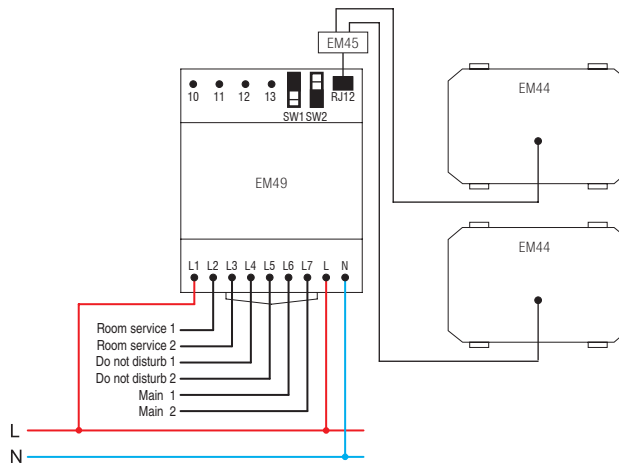 EM45
EM44
10 11 12 13 SW1 SW2 RJ12
EM49
EM44
L1 L2 L3 L4 L5 L6 L7 L N
Room service 1
Room service 2
Do not disturb 1
Do not disturb 2
Main 1
Main 2
L
N